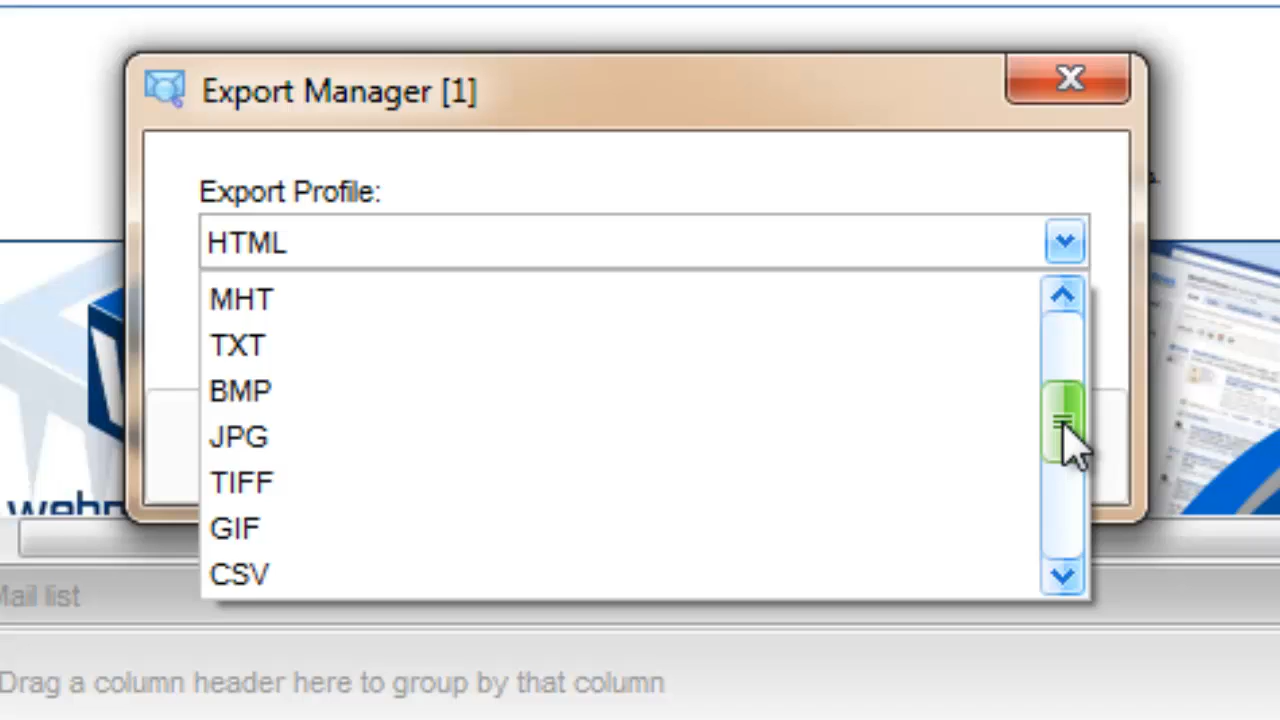 Export Manager [1]
Export Profile:
HTML
MHT
TXT
BMP
JPG
TIFF
GIF
CSV
Mail list
Drag a column header here to group by that column